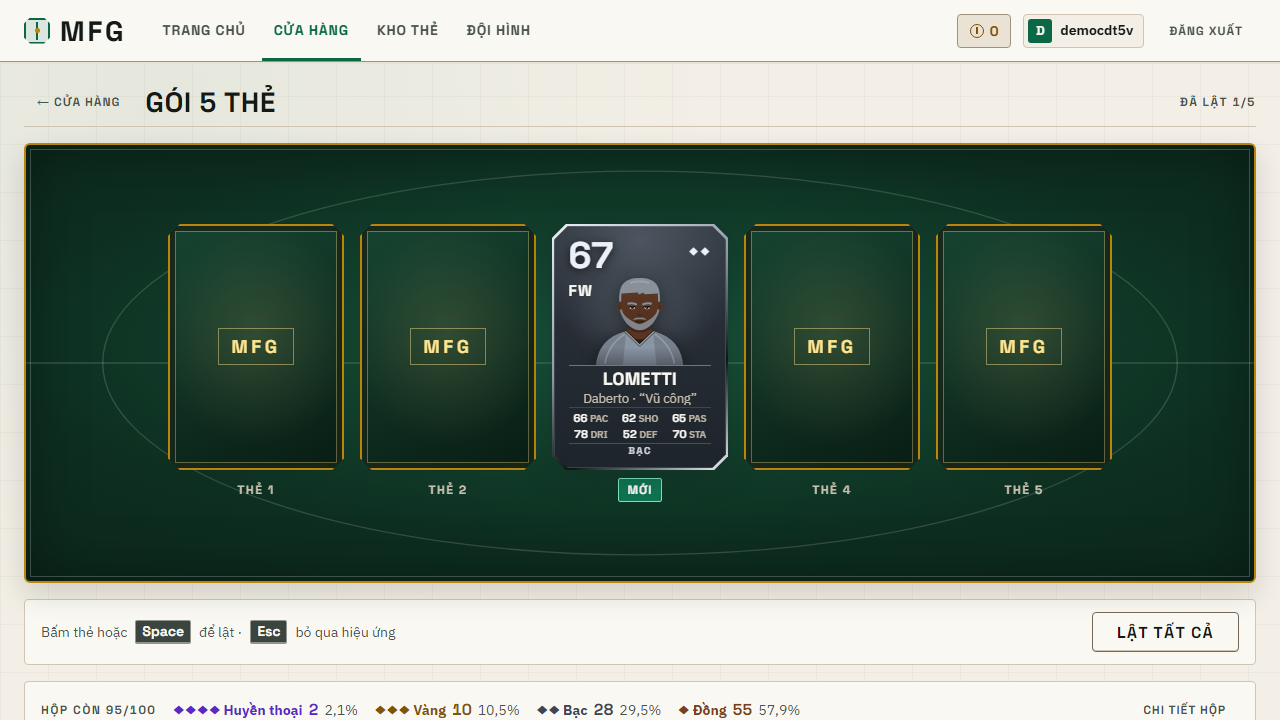 MFG TRANG CHỦ CỬA HÀNG KHO THẺ ĐỘI HÌNH 0 D democdt5v ĐĂNG XUẤT
← CỬA HÀNG GÓI 5 THẺ ĐÃ LẬT 1/5
67
FW
MFG MFG MFG MFG
LOMETTI
Daberto · “Vũ công”
66 PAC 62 SHO 65 PAS
78 DRI 52 DEF 70 STA
BẠC
THẺ 1 THẺ 2 MỚI THẺ 4 THẺ 5
Bấm thẻ hoặc Space để lật · Esc bỏ qua hiệu ứng LẬT TẤT CẢ
HỘP CÒN 95/100 ◆◆◆◆ Huyền thoại 2 2,1% ◆◆◆ Vàng 10 10,5% ◆◆ Bạc 28 29,5% ◆ Đồng 55 57,9% CHI TIẾT HỘP